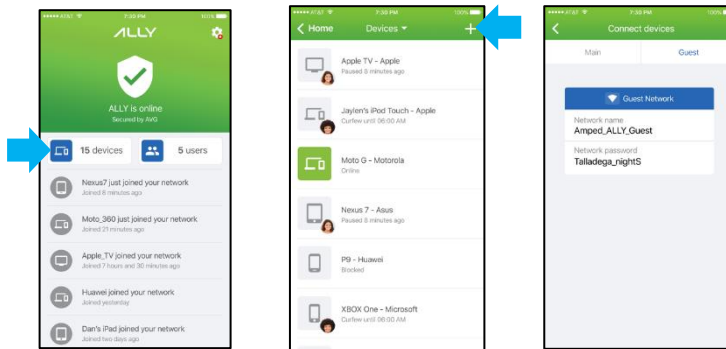 AT&T 7:38 PM 100%
ALLY
ALLY is online
Secured by AVG
15 devices 5 users
Nexus7 just joined your network
Joined 8 minutes ago
Moto_360 just joined your network
Joined 21 minutes ago
Apple_TV joined your network
Joined 7 hours and 30 minutes ago
Huawei joined your network
Joined yesterday
Dan's iPad joined your network
Joined two days ago
AT&T 7:38 PM 100%
Home Devices +
Apple TV - Apple
Paused 5 minutes ago
Jaylen's iPod Touch - Apple
Curfew until 06:00 AM
Moto G - Motorola
Online
Nexus 7 - Asus
Paused 3 minutes ago
P9 - Huawei
Blocked
XBOX One - Microsoft
Curfew until 06:00 AM
AT&T 7:38 PM 100%
Connect devices
Main Guest
Guest Network
Network name
Amped_ALLY_Guest
Network password
Talladega_nightS